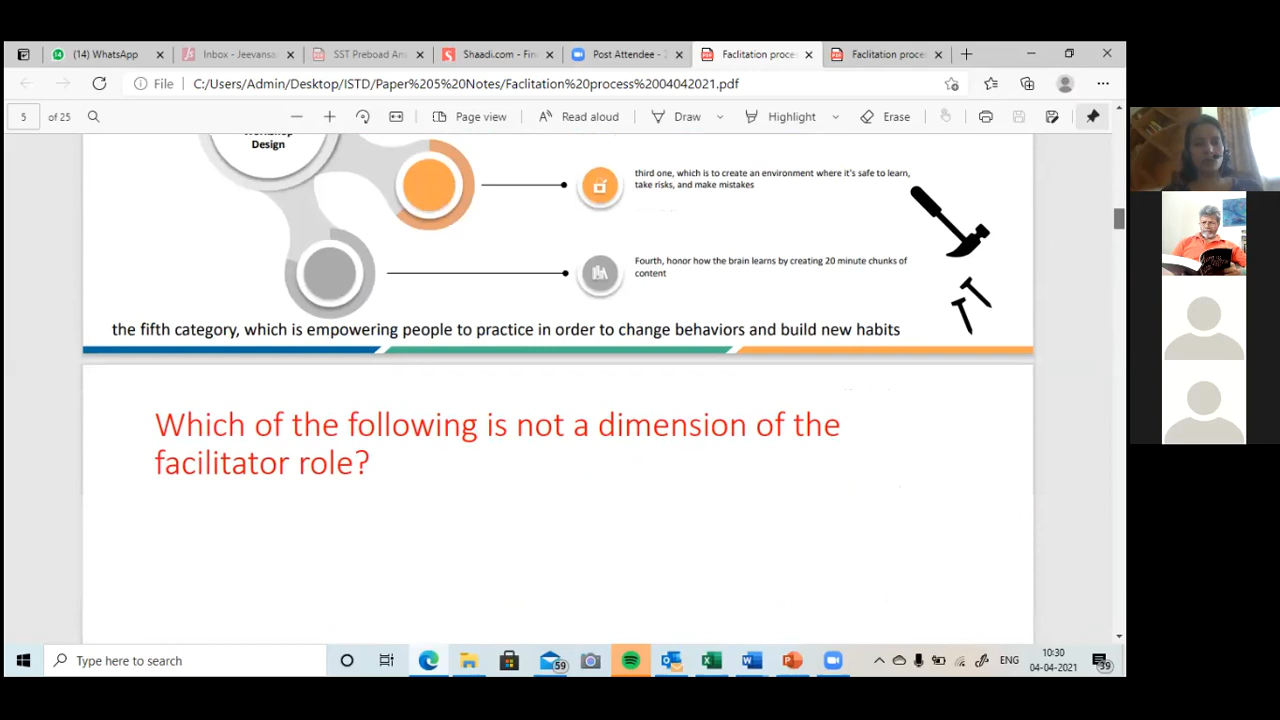 (14) WhatsApp
Inbox - Jeevansa
SST Preboad An
Shaadi.com - Fin
Post Attendee - Z
Faclitation proce
Faclitation proce
File
C:/Users/Admin/Desktop/ISTD/Paper%205%20Notes/Faclitation%20process%2004042021.pdf
5 of 25
Page view
Read aloud
Draw
Highlight
Erase
Design
third one, which is to create an environment where it's safe to learn,
take risks, and make mistakes
Fourth, honor how the brain learns by creating 20 minute chunks of
content
the fifth category, which is empowering people to practice in order to change behaviors and build new habits
Which of the following is not a dimension of the
facilitator role?
Type here to search
59
ENG
10:30
04-04-2021
39